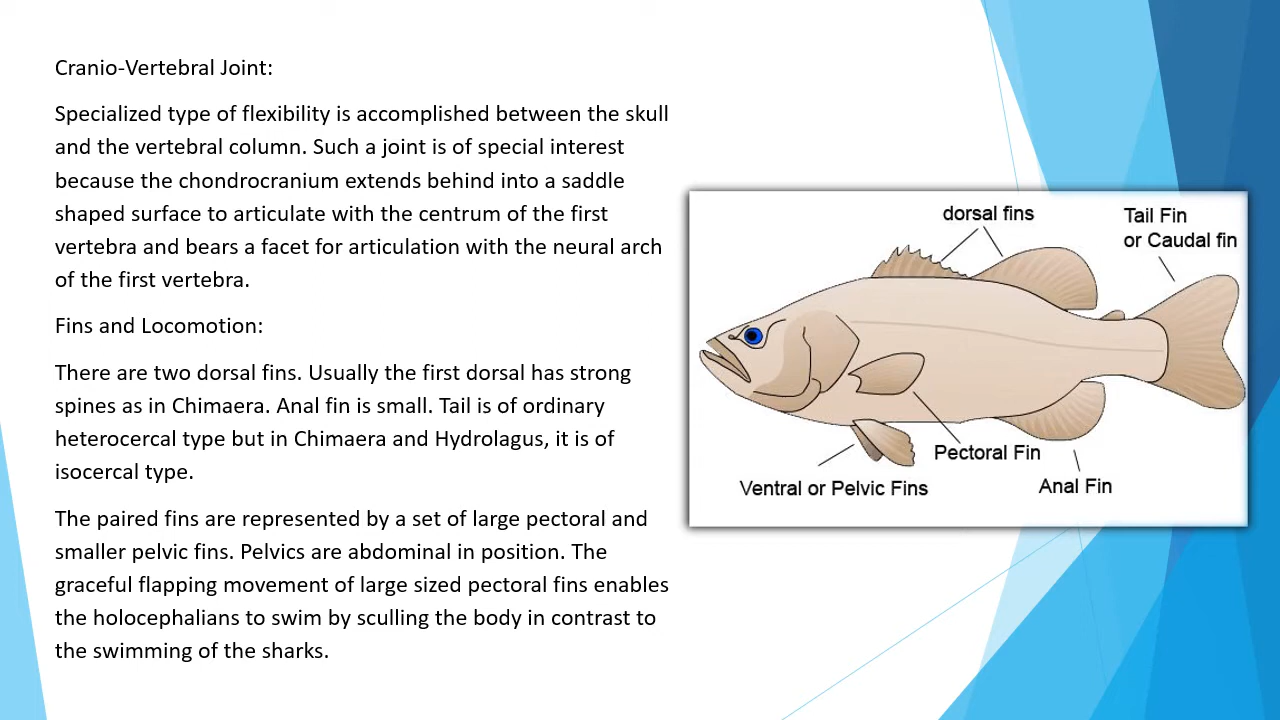 Cranio-Vertebral Joint:
Specialized type of flexibility is accomplished between the skull
and the vertebral column. Such a joint is of special interest
because the chondrocranium extends behind into a saddle
shaped surface to articulate with the centrum of the first
vertebra and bears a facet for articulation with the neural arch
of the first vertebra.
Fins and Locomotion:
There are two dorsal fins. Usually the first dorsal has strong
spines as in Chimaera. Anal fin is small. Tail is of ordinary
heterocercal type but in Chimaera and Hydrolagus, it is of
isocercal type.
The paired fins are represented by a set of large pectoral and
smaller pelvic fins. Pelvics are abdominal in position. The
graceful flapping movement of large sized pectoral fins enables
the holocephalians to swim by sculling the body in contrast to
the swimming of the sharks.
dorsal fins
Tail Fin
or Caudal fin
Pectoral Fin
Ventral or Pelvic Fins
Anal Fin